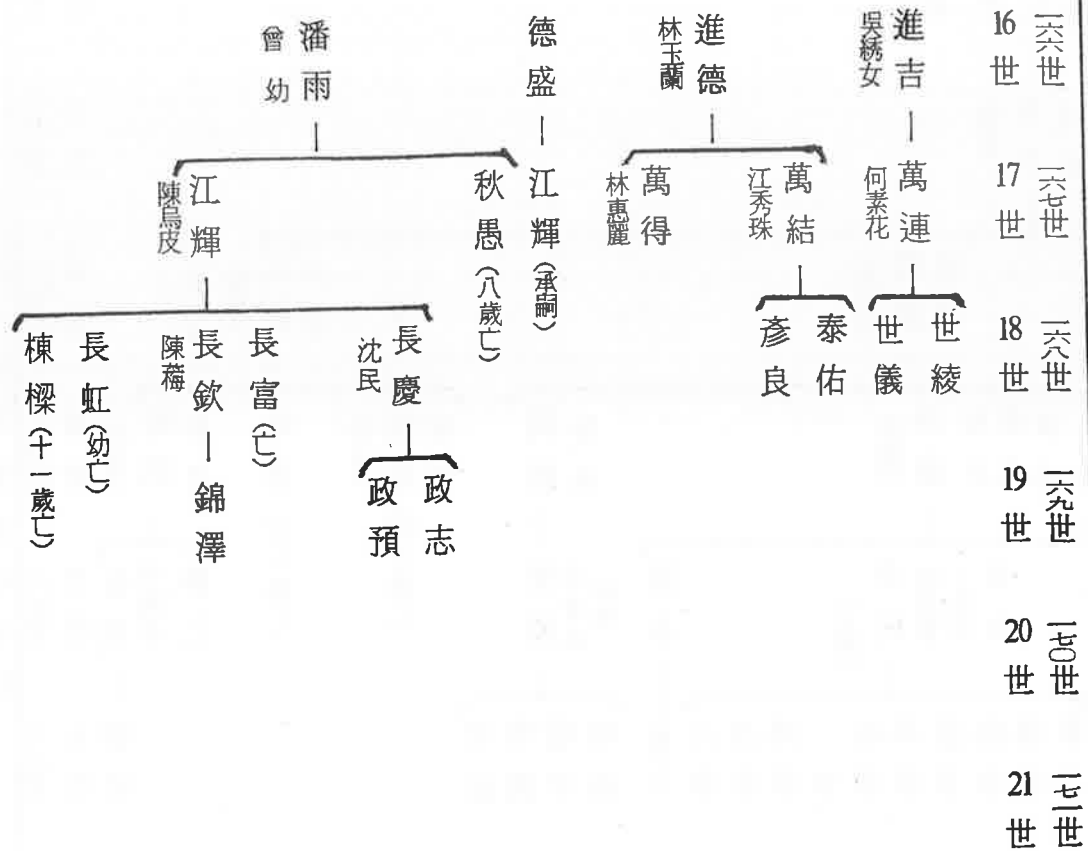 一六六世
16世
一六七世
17世
一六八世
18世
一六九世
19世
一七〇世
20世
一七一世
21世
進吉
吳綉女
萬連
何素花
世綾
世儀
進德
林玉蘭
萬結
江秀珠
泰佑
彥良
萬得
林惠麗
德盛
江輝(承嗣)
潘雨
曾幼
秋愚(八歲亡)
江輝
陳烏皮
長慶
沈民
政志
政預
長富(亡)
長欽
陳梅
錦澤
長虹(幼亡)
棟樑(十一歲亡)